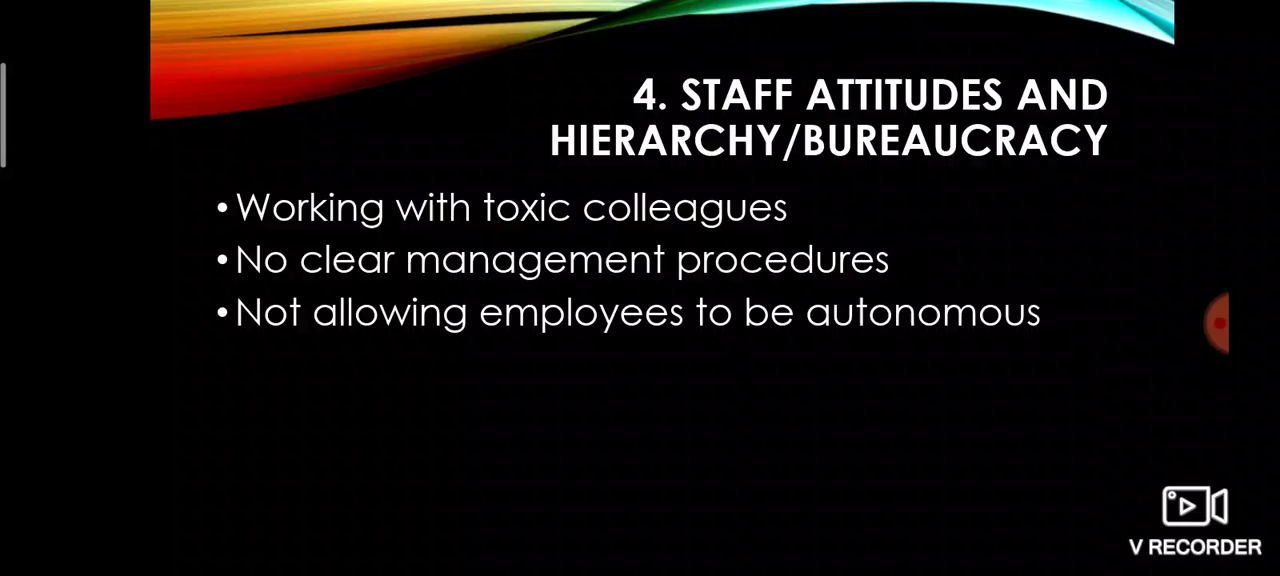 4. STAFF ATTITUDES AND
HIERARCHY/BUREAUCRACY
• Working with toxic colleagues
• No clear management procedures
• Not allowing employees to be autonomous
V RECORDER